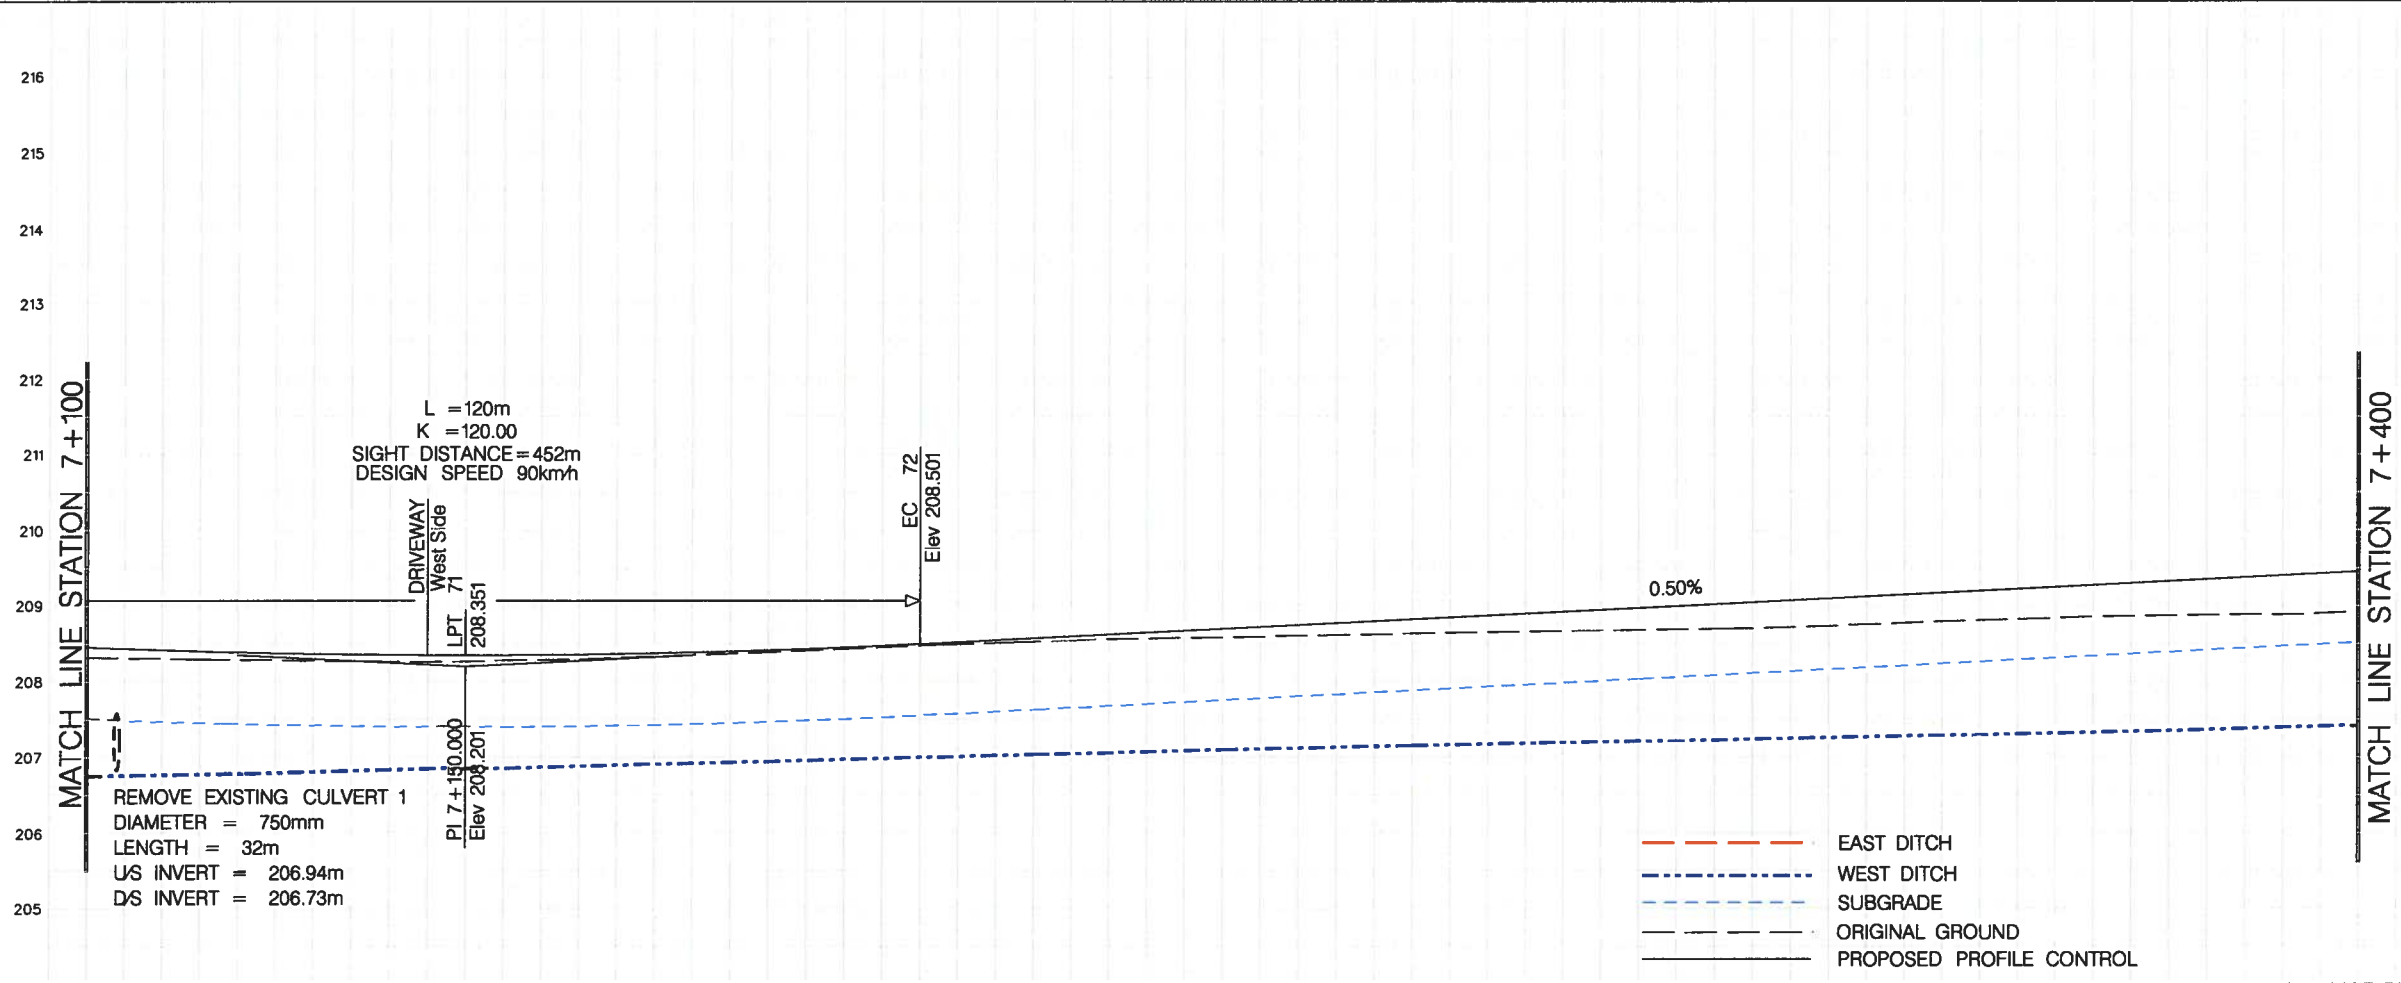 216
215
214
213
212
211
210
209
208
207
206
205
MATCH LINE STATION 7+100
L =120m
K =120.00
SIGHT DISTANCE=452m
DESIGN SPEED 90km/h
DRIVEWAY
West Side
LPT 71
208.351
PI 7+150.000
Elev 208.201
EC 72
Elev 208.501
0.50%
REMOVE EXISTING CULVERT 1
DIAMETER = 750mm
LENGTH = 32m
U/S INVERT = 206.94m
D/S INVERT = 206.73m
MATCH LINE STATION 7+400
EAST DITCH
WEST DITCH
SUBGRADE
ORIGINAL GROUND
PROPOSED PROFILE CONTROL